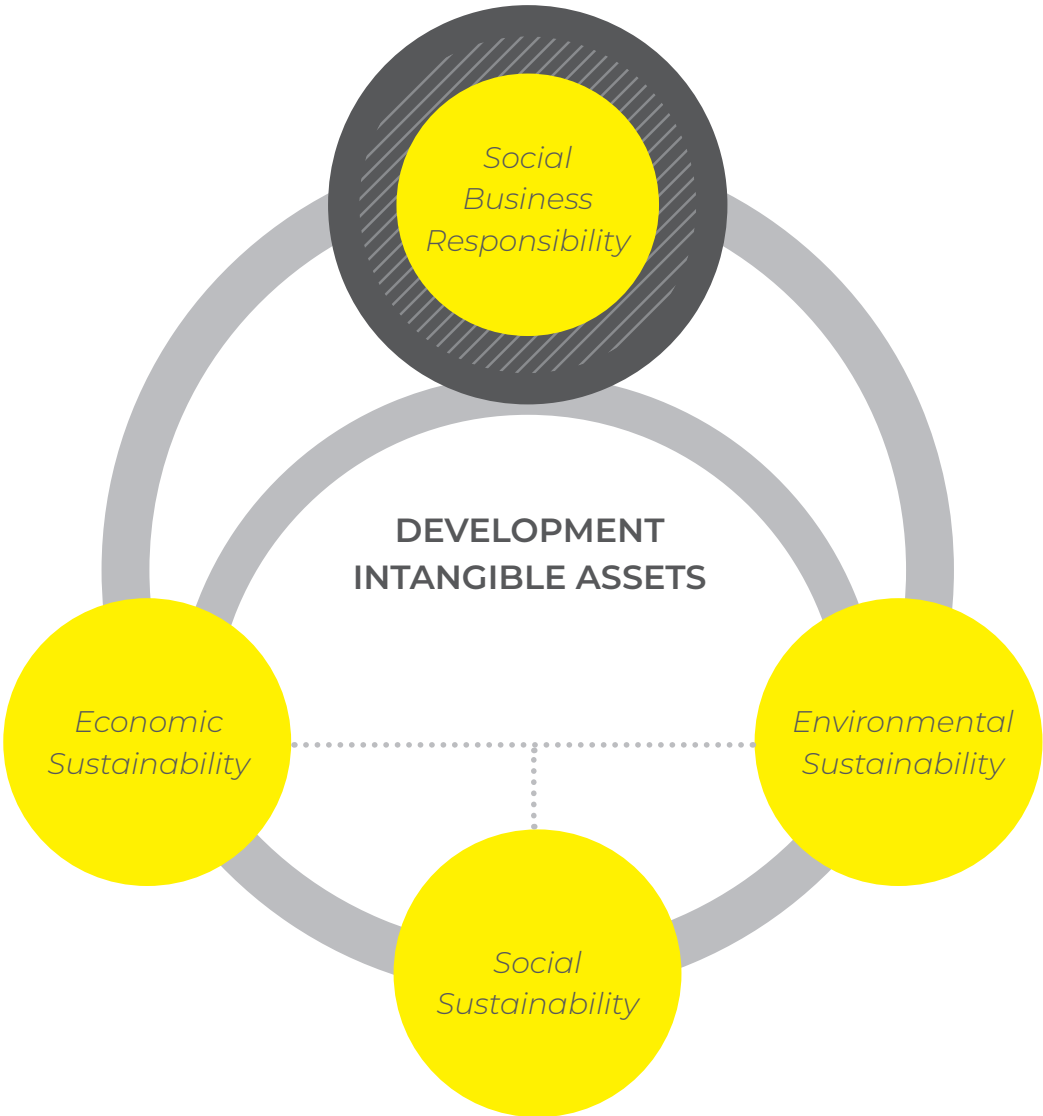 Social
Business
Responsibility
DEVELOPMENT
INTANGIBLE ASSETS
Economic
Sustainability
Environmental
Sustainability
Social
Sustainability